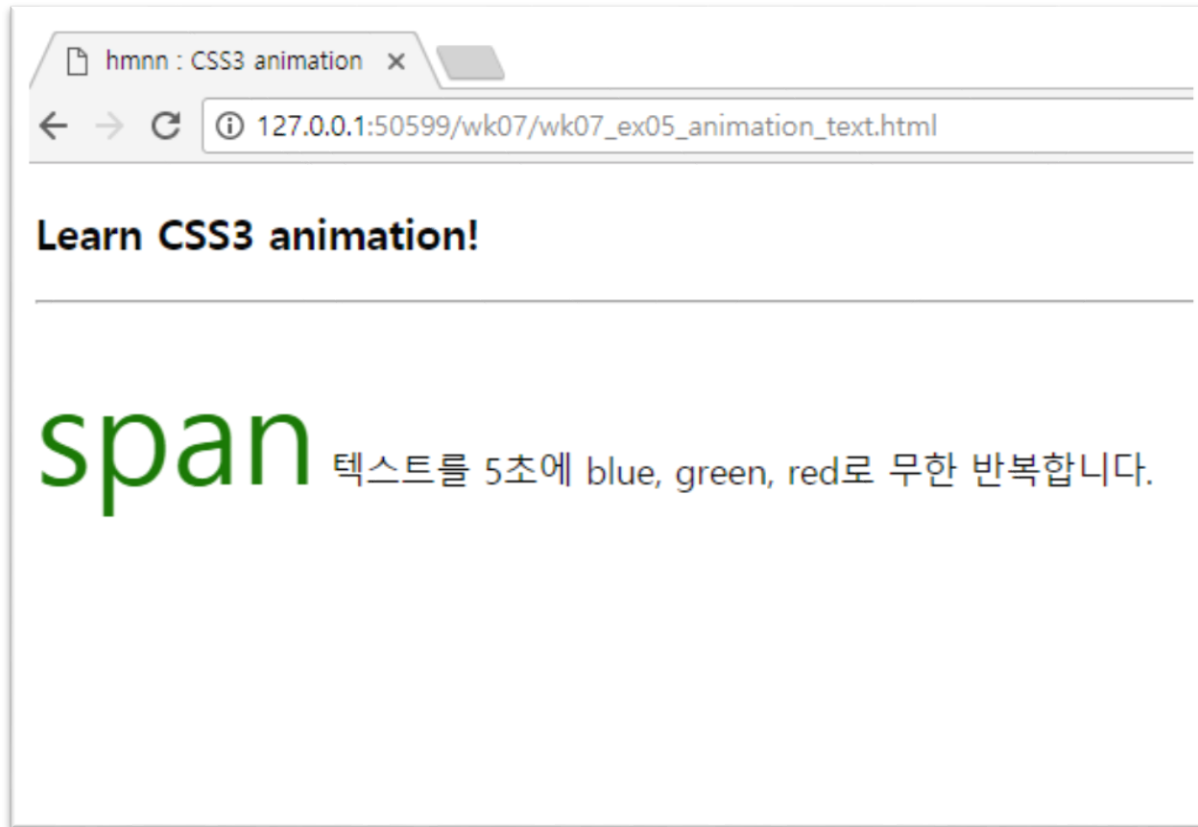 hmnn : CSS3 animation
127.0.0.1:50599/wk07/wk07_ex05_animation_text.html
Learn CSS3 animation!
span 텍스트를 5초에 blue, green, red로 무한 반복합니다.